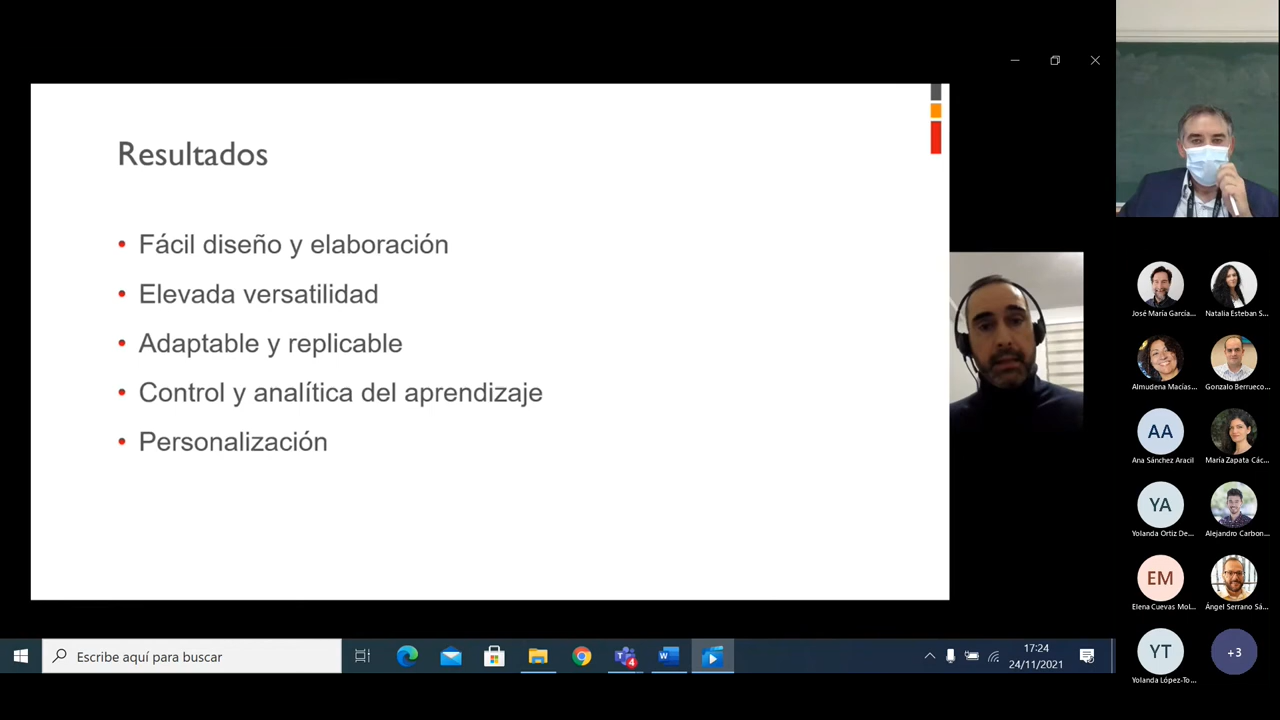 Resultados
• Fácil diseño y elaboración
• Elevada versatilidad
• Adaptable y replicable
• Control y analítica del aprendizaje
• Personalización
José María García...
Natalia Esteban S...
Almudena Macías...
Gonzalo Berrueco...
AA
Ana Sánchez Aracil
María Zapata Các...
YA
Yolanda Ortiz De...
Alejandro Carbon...
EM
Elena Cuevas Mol...
Ángel Serrano Sá...
YT
Yolanda López-To...
+3
Escribe aquí para buscar
4
17:24
24/11/2021